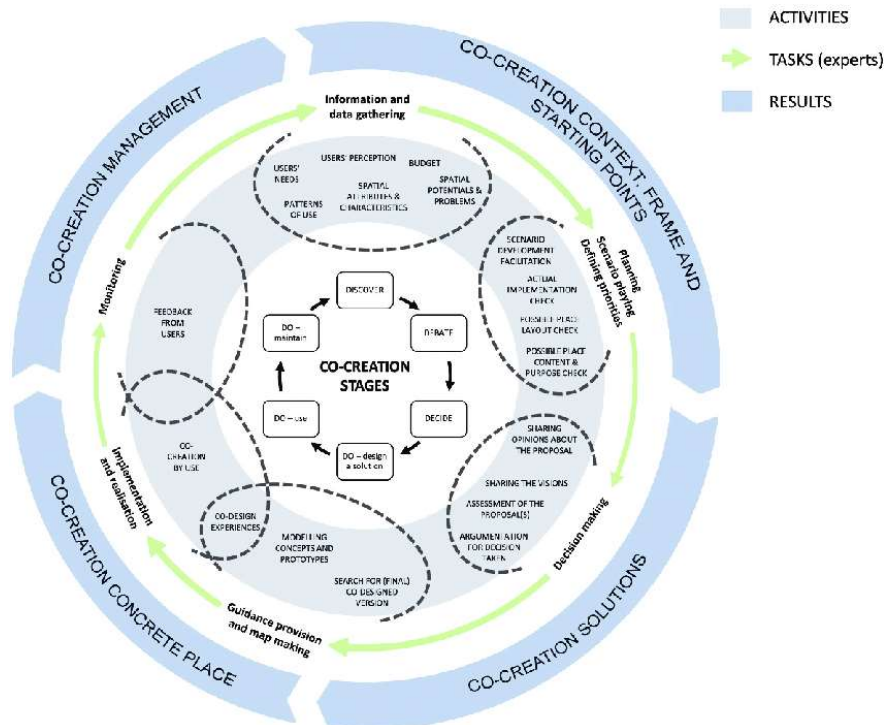 ACTIVITIES
TASKS (experts)
RESULTS
CO-CREATION MANAGEMENT
CO-CREATION CONTEXT, FRAME AND
STARTING POINTS
CO-CREATION SOLUTIONS
CO-CREATION CONCRETE PLACE
Information and
data gathering
Planning
Scenario playing
Defining priorities
Decision making
Guidance provision
and map making
Implementation
and realisation
Monitoring
USERS' PERCEPTION
BUDGET
USERS'
NEEDS
SPATIAL
ATTRIBUTES &
CHARACTERISTICS
SPATIAL
POTENTIALS &
PROBLEMS
PATTERNS
OF USE
SCENARIO
DEVELOPMENT
FACILITATION
ACTUAL
IMPLEMENTATION
CHECK
POSSIBLE PLACE
LAYOUT CHECK
POSSIBLE PLACE
CONTENT &
PURPOSE CHECK
SHARING
OPINIONS ABOUT
THE PROPOSAL
SHARING THE VISIONS
ASSESSMENT OF THE
PROPOSAL(S)
ARGUMENTATION
FOR DECISION
TAKEN
SEARCH FOR (FINAL)
CO DESIGNED
VERSION
MODELLING
CONCEPTS AND
PROTOTYPES
CO-DESIGN
EXPERIENCES
CO-
CREATION
BY USE
FEEDBACK
FROM
USERS
DISCOVER
DEBATE
DECIDE
DO – design
a solution
DO – use
DO –
maintain
CO-CREATION
STAGES